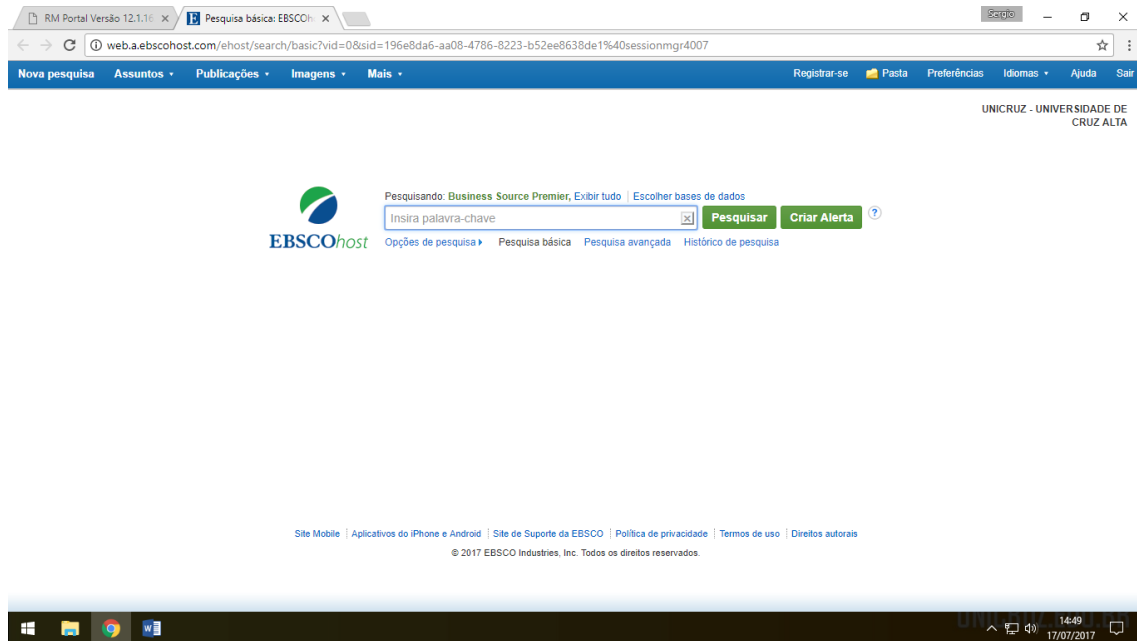 RM Portal Versão 12.1.16
Pesquisa básica: EBSCOh
Sergio
web.a.ebscohost.com/ehost/search/basic?vid=0&sid=196e8da6-aa08-4786-8223-b52ee8638de1%40sessionmgr4007
Nova pesquisa Assuntos Publicações Imagens Mais Registrar-se Pasta Preferências Idiomas Ajuda Sair
UNICRUZ - UNIVERSIDADE DE
CRUZ ALTA
Pesquisando: Business Source Premier, Exibir tudo Escolher bases de dados
Insira palavra-chave Pesquisar Criar Alerta ?
EBSCOhost
Opções de pesquisa Pesquisa básica Pesquisa avançada Histórico de pesquisa
Site Mobile Aplicativos do iPhone e Android Site de Suporte da EBSCO Política de privacidade Termos de uso Direitos autorais
© 2017 EBSCO Industries, Inc. Todos os direitos reservados.
14:49
17/07/2017